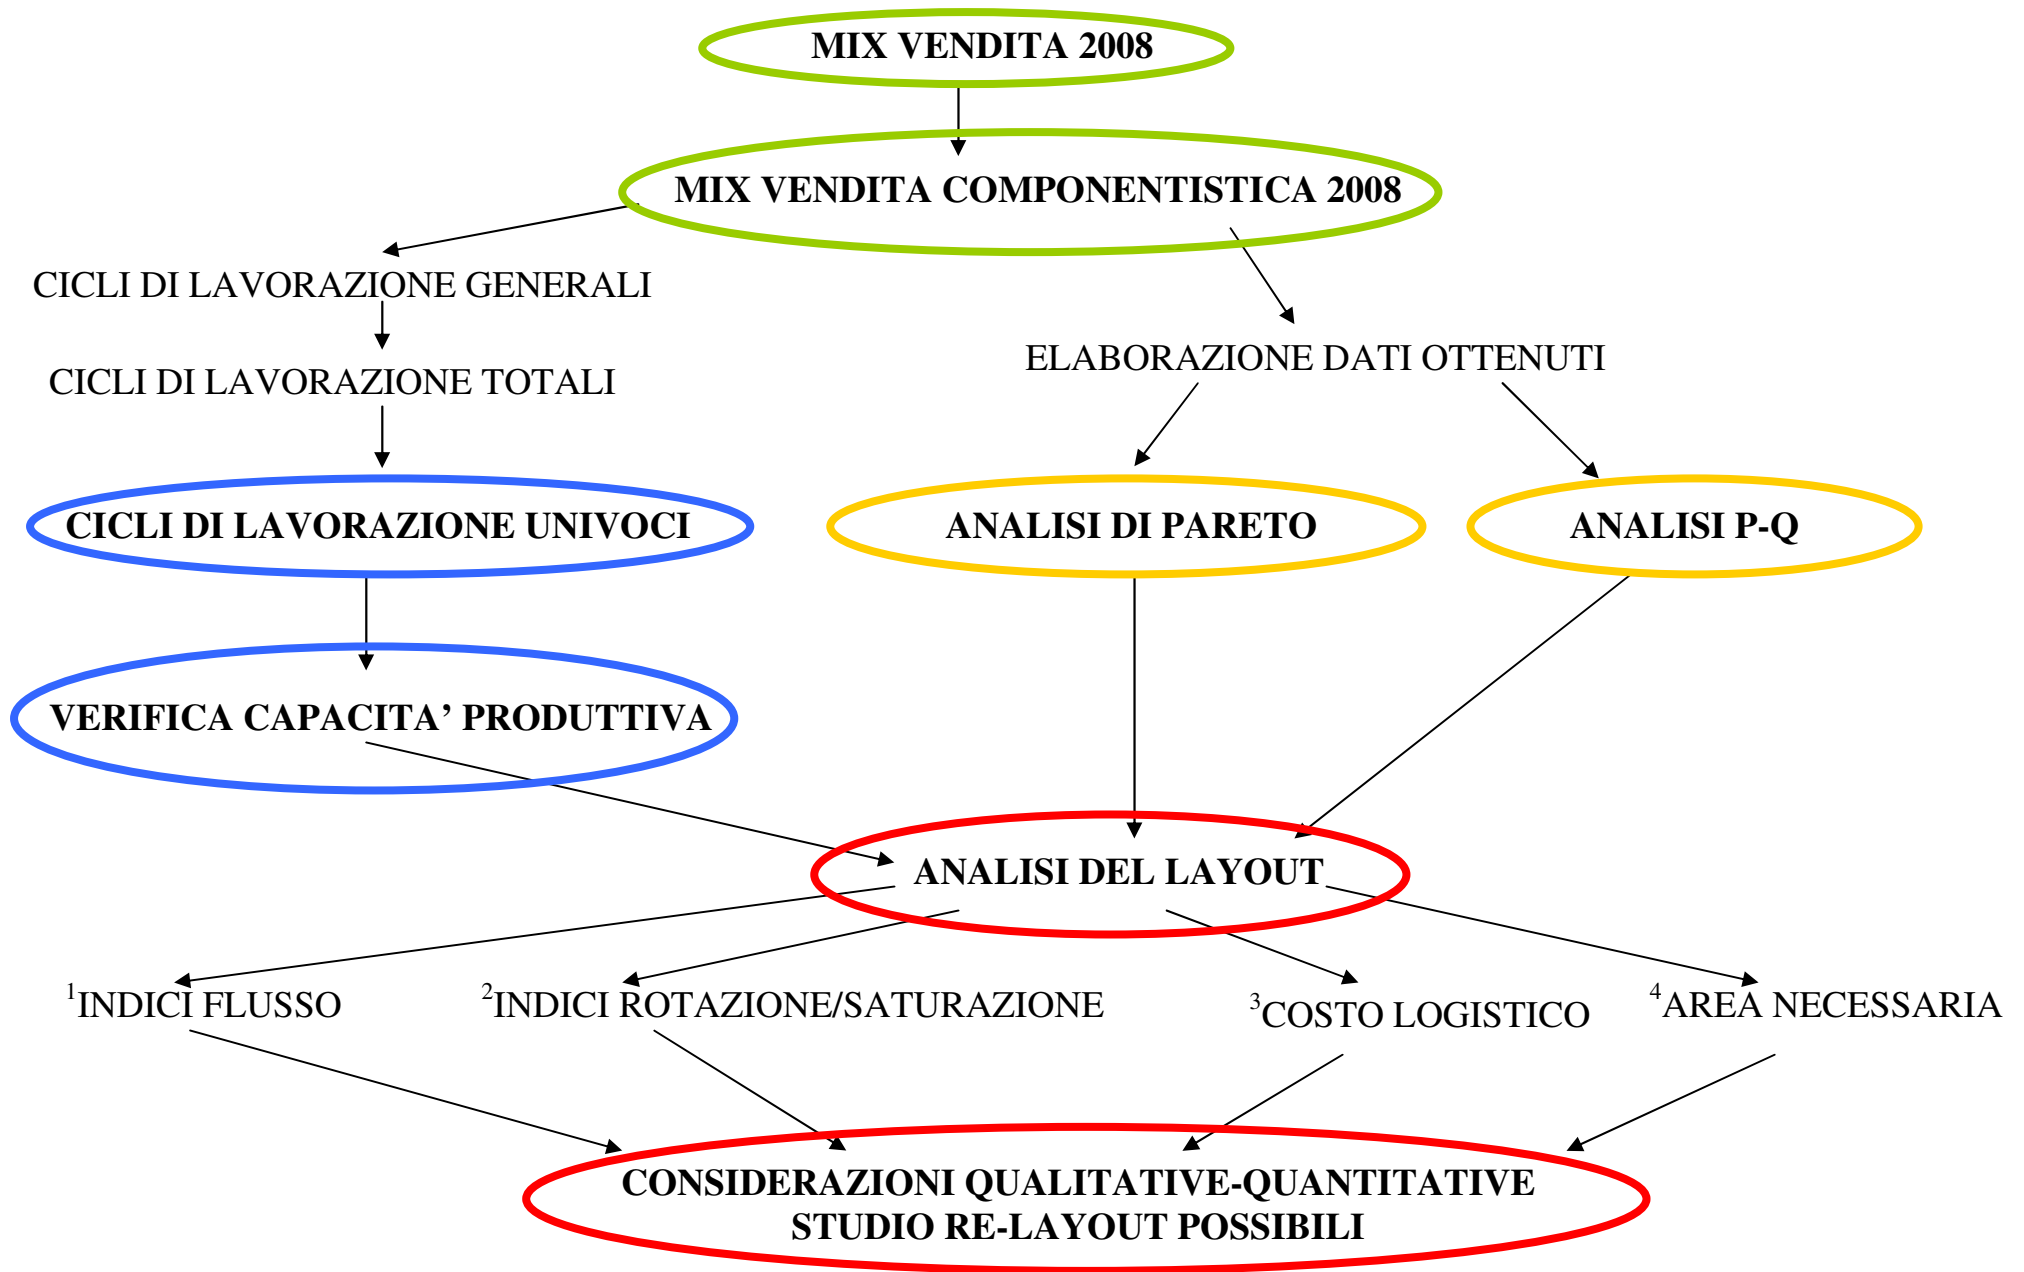 MIX VENDITA 2008
MIX VENDITA COMPONENTISTICA 2008
CICLI DI LAVORAZIONE GENERALI
ELABORAZIONE DATI OTTENUTI
CICLI DI LAVORAZIONE TOTALI
CICLI DI LAVORAZIONE UNIVOCI
ANALISI DI PARETO
ANALISI P-Q
VERIFICA CAPACITA’ PRODUTTIVA
ANALISI DEL LAYOUT
¹INDICI FLUSSO
²INDICI ROTAZIONE/SATURAZIONE
³COSTO LOGISTICO
⁴AREA NECESSARIA
CONSIDERAZIONI QUALITATIVE-QUANTITATIVE
STUDIO RE-LAYOUT POSSIBILI